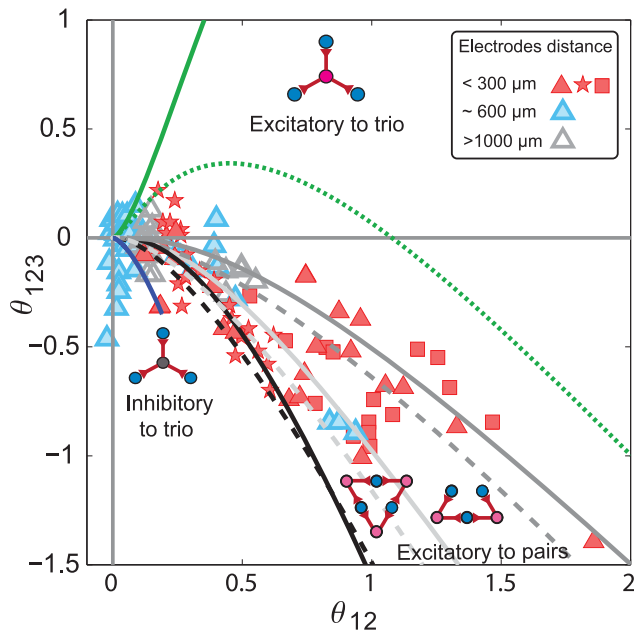 1
Electrodes distance
< 300 μm
~ 600 μm
>1000 μm
Excitatory to trio
0.5
0
θ123
−0.5
Inhibitory
to trio
−1
Excitatory to pairs
−1.5
0
0.5
1
1.5
2
θ12